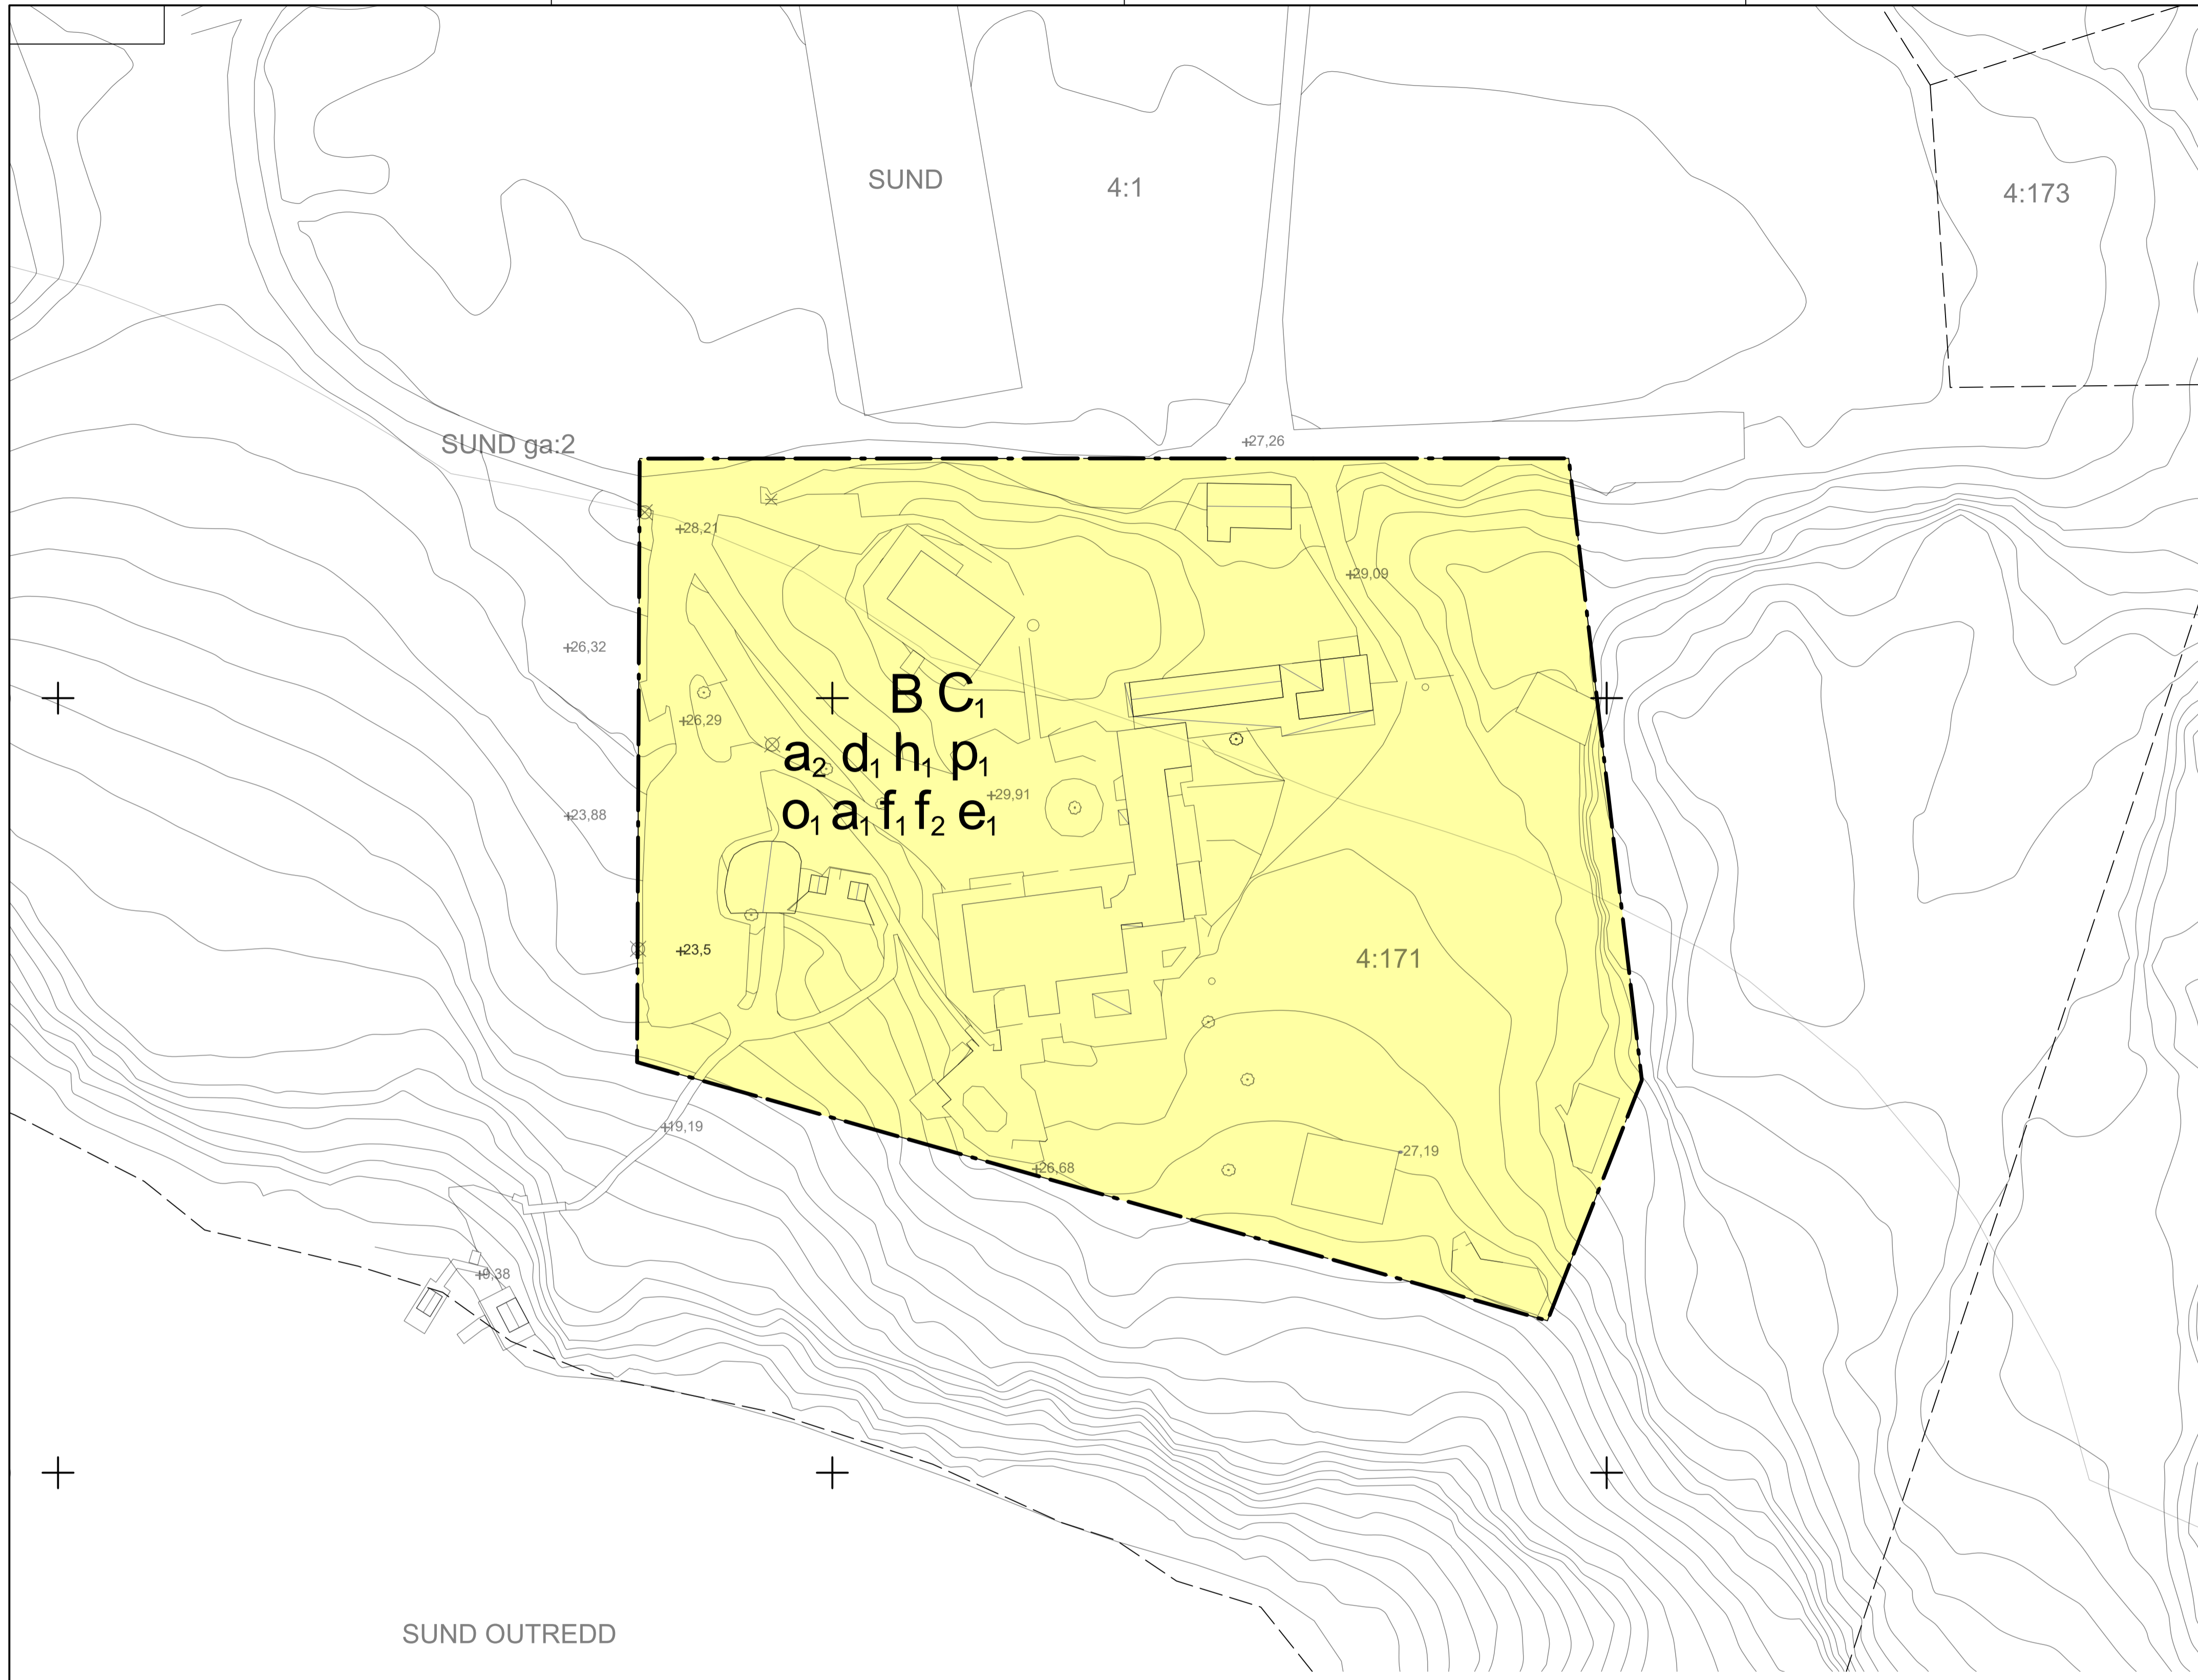 SUND
4:1
4:173
SUND ga:2
+27,26
+28,21
+29,09
+26,32
B C₁
+26,29
a₂ d₁ h₁ p₁
+29,91
o₁ a₁ f₁ f₂ e₁
+23,88
+23,5
4:171
+19,19
27,19
+26,68
+9,38
SUND OUTREDD